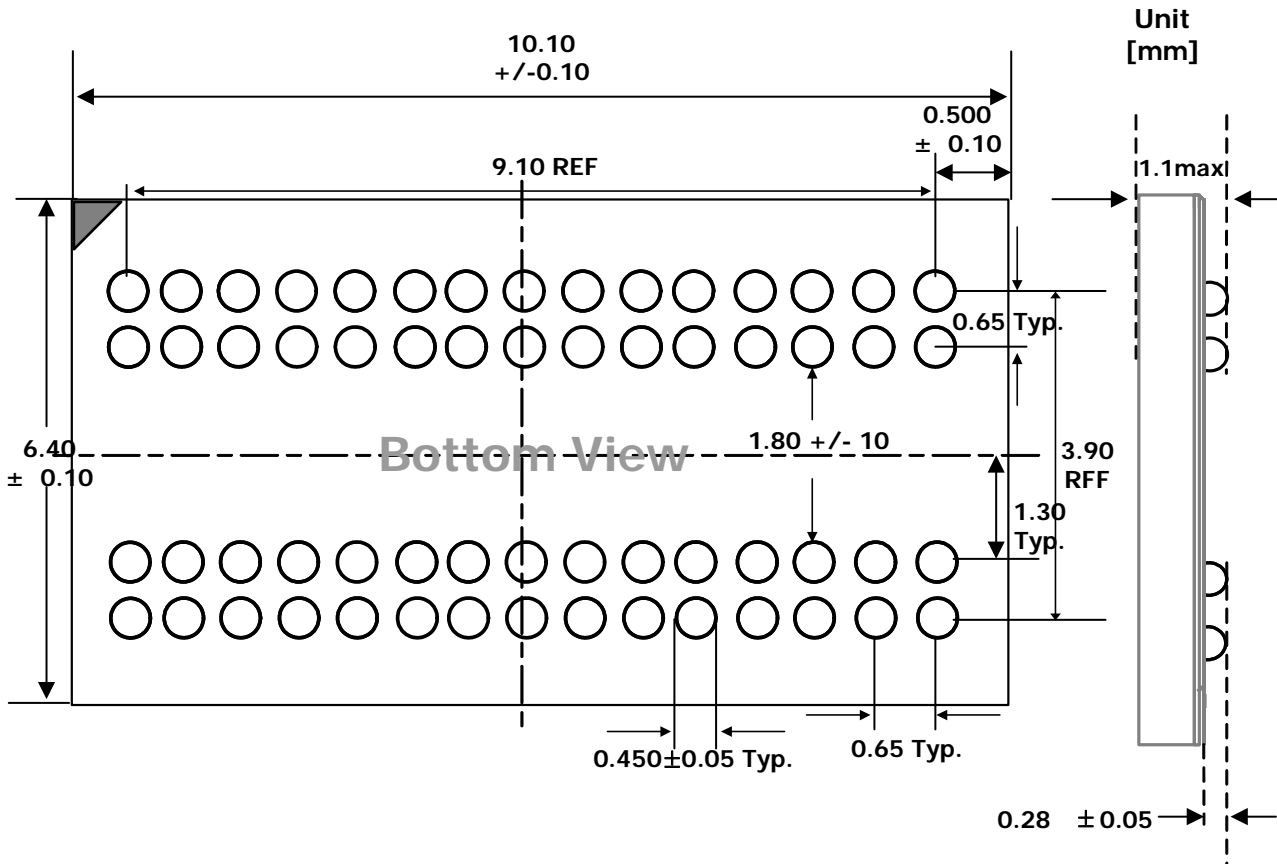 Unit
[mm]
10.10
+/-0.10
0.500
± 0.10
9.10 REF
1.1max
0.65 Typ.
Bottom View
1.80 +/- 10
6.40
± 0.10
3.90
RFF
1.30
Typ.
0.450±0.05 Typ.
0.65 Typ.
0.28 ±0.05